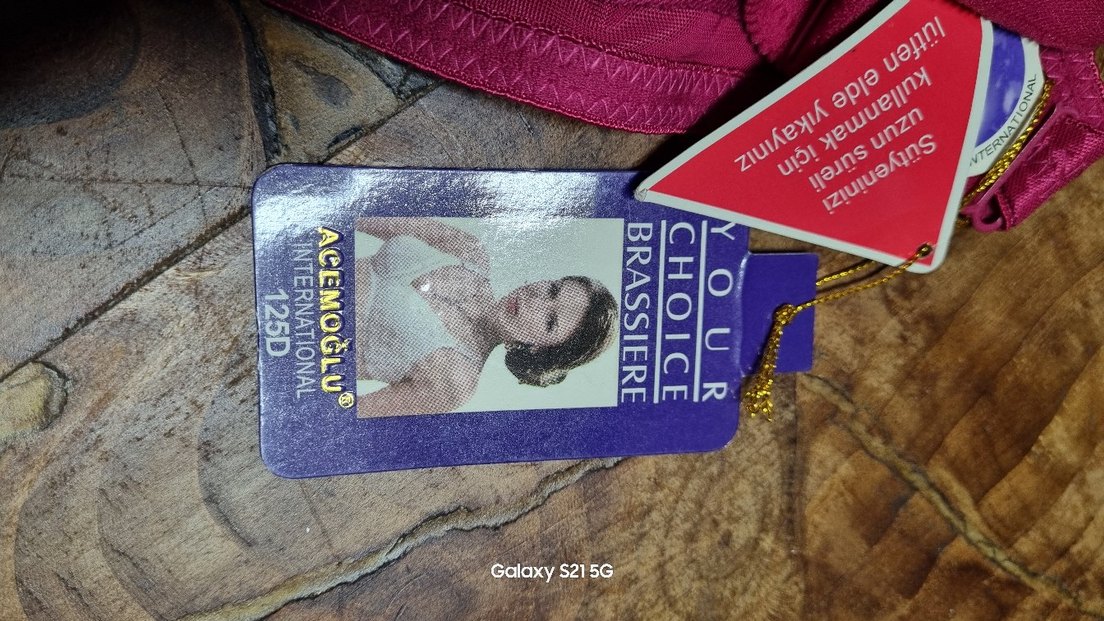 YOUR
CHOICE
BRASSIERE
ACEMOĞLU®
INTERNATIONAL
125D
Sütyeninizi
uzun süreli
kullanmak için
lütfen elde yıkayınız
INTERNATIONAL
Galaxy S21 5G